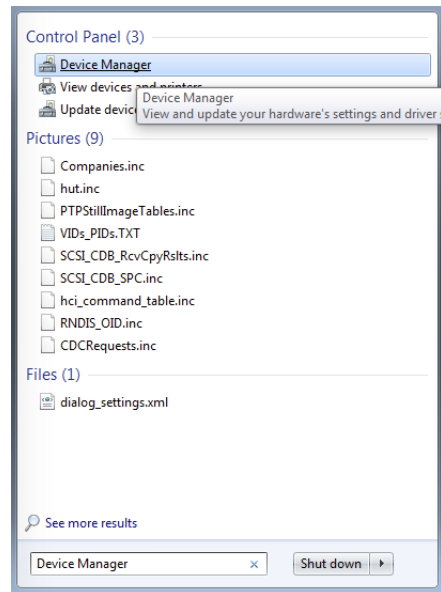 Control Panel (3)
Device Manager
View devices and printers
Update device
Device Manager
View and update your hardware's settings and driver
Pictures (9)
Companies.inc
hut.inc
PTPStillImageTables.inc
VIDs_PIDs.TXT
SCSI_CDB_RcvCpyRslts.inc
SCSI_CDB_SPC.inc
hci_command_table.inc
RNDIS_OID.inc
CDCRequests.inc
Files (1)
dialog_settings.xml
See more results
Device Manager
Shut down